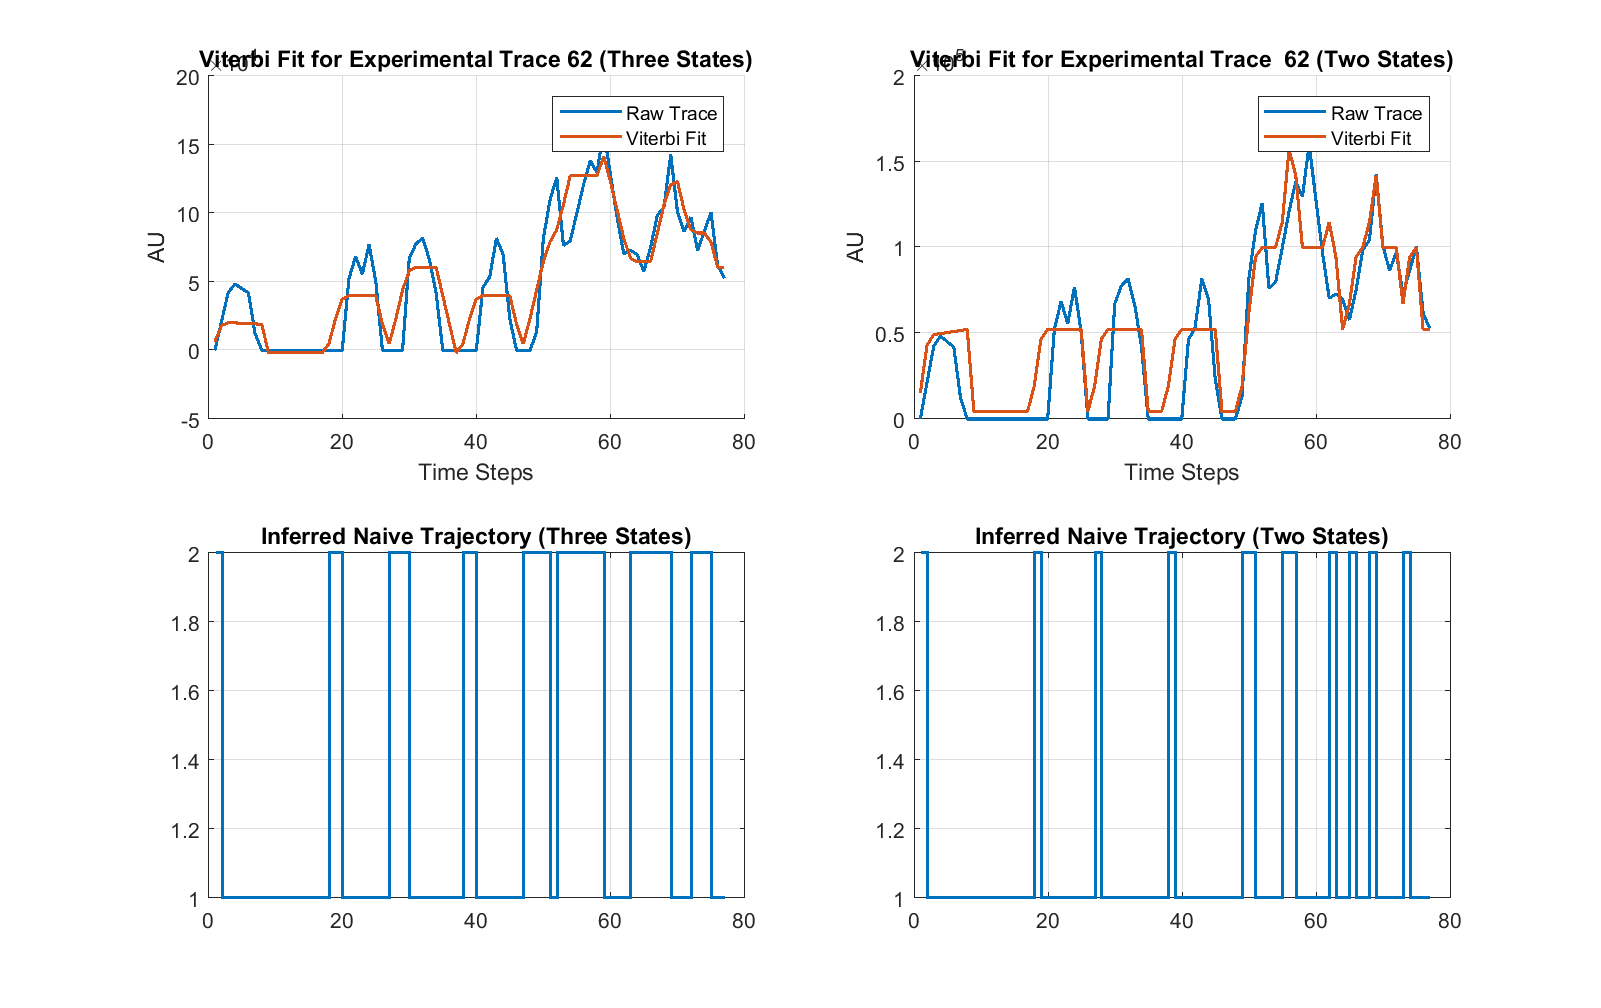 Viterbi Fit for Experimental Trace 62 (Three States)
20
15
10
5
0
-5
AU
Raw Trace
Viterbi Fit
0 20 40 60 80
Time Steps
Viterbi Fit for Experimental Trace  62 (Two States)
2
1.5
1
0.5
0
AU
Raw Trace
Viterbi Fit
0 20 40 60 80
Time Steps
Inferred Naive Trajectory (Three States)
2
1.8
1.6
1.4
1.2
1
0 20 40 60 80
Inferred Naive Trajectory (Two States)
2
1.8
1.6
1.4
1.2
1
0 20 40 60 80